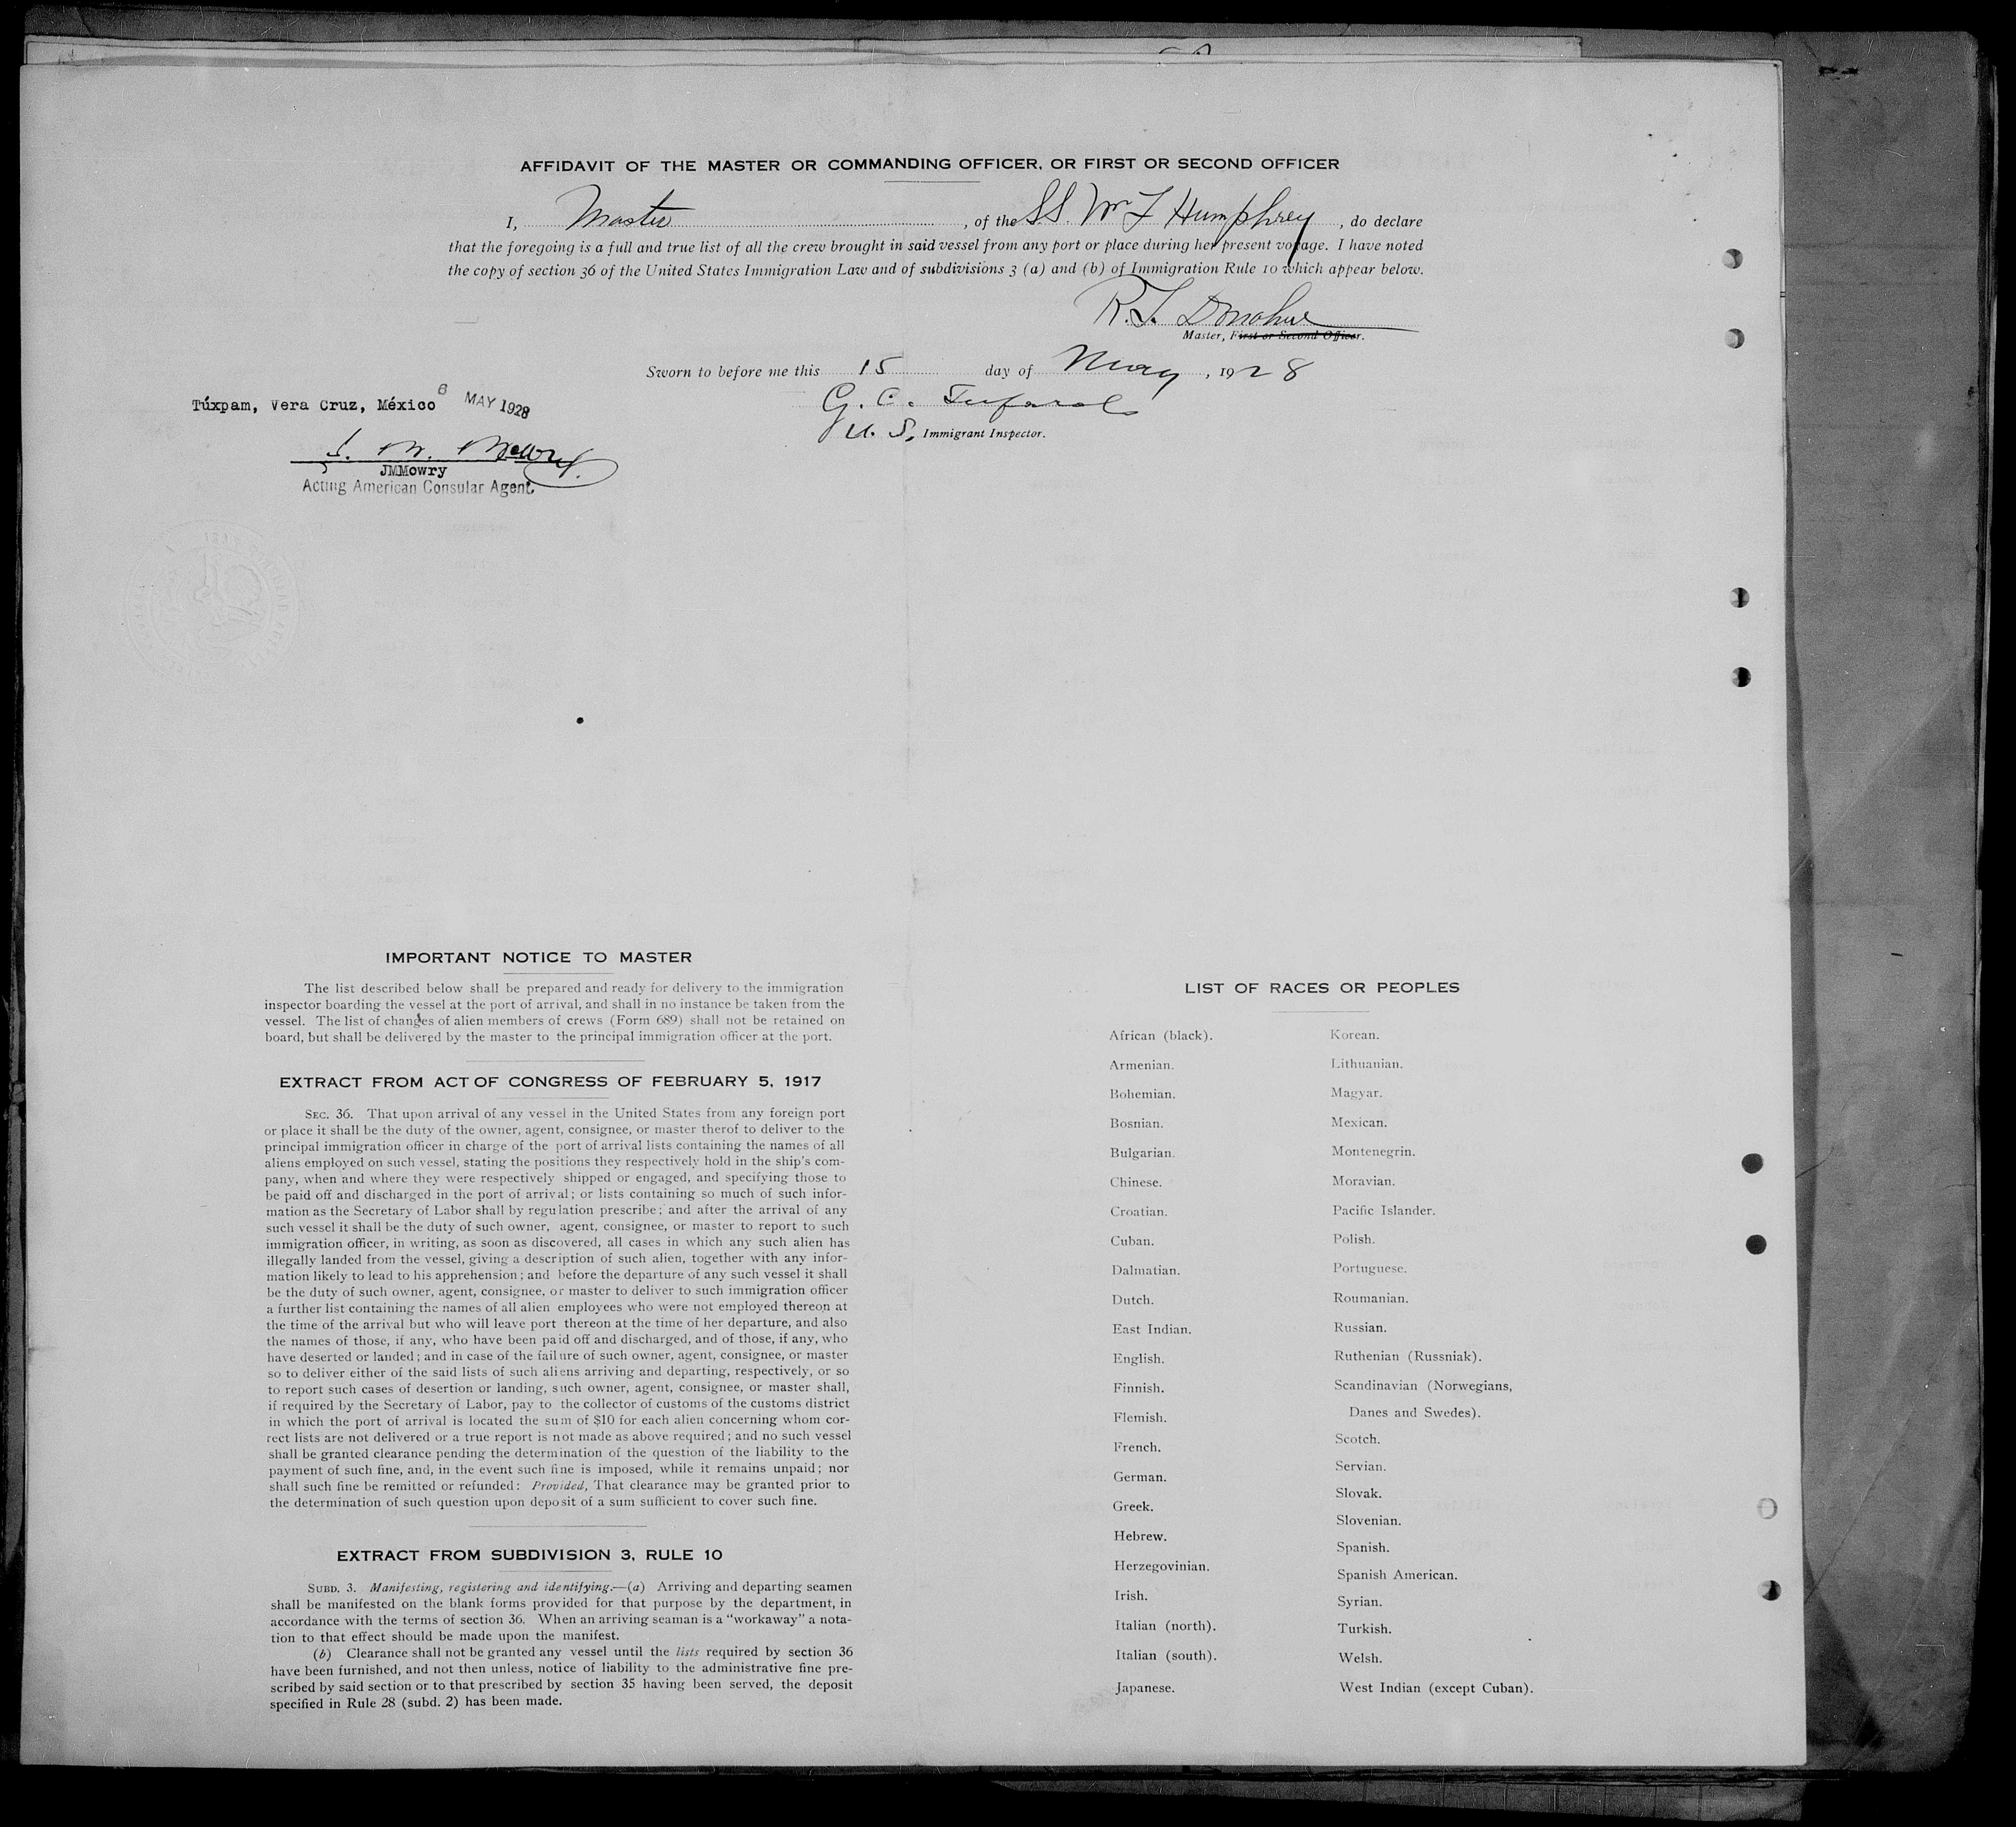 AFFIDAVIT OF THE MASTER OR COMMANDING OFFICER, OR FIRST OR SECOND OFFICER
I, Master, of the SS. Wm F Humphrey, do declare
that the foregoing is a full and true list of all the crew brought in said vessel from any port or place during her present voyage. I have noted
the copy of section 36 of the United States Immigration Law and of subdivisions 3 (a) and (b) of Immigration Rule 10 which appear below.
R. L. Donohue
Master, First or Second Officer.
Sworn to before me this 15 day of May, 1928
Túxpam, Vera Cruz, México 6 MAY 1928
G. C.
U. S. Immigrant Inspector.
J. M. Mowry.
JMMowry
Acting American Consular Agent.
IMPORTANT NOTICE TO MASTER
The list described below shall be prepared and ready for delivery to the immigration
inspector boarding the vessel at the port of arrival, and shall in no instance be taken from the
vessel. The list of changes of alien members of crews (Form 689) shall not be retained on
board, but shall be delivered by the master to the principal immigration officer at the port.
EXTRACT FROM ACT OF CONGRESS OF FEBRUARY 5, 1917
SEC. 36. That upon arrival of any vessel in the United States from any foreign port
or place it shall be the duty of the owner, agent, consignee, or master therof to deliver to the
principal immigration officer in charge of the port of arrival lists containing the names of all
aliens employed on such vessel, stating the positions they respectively hold in the ship's com-
pany, when and where they were respectively shipped or engaged, and specifying those to
be paid off and discharged in the port of arrival; or lists containing so much of such infor-
mation as the Secretary of Labor shall by regulation prescribe; and after the arrival of any
such vessel it shall be the duty of such owner, agent, consignee, or master to report to such
immigration officer, in writing, as soon as discovered, all cases in which any such alien has
illegally landed from the vessel, giving a description of such alien, together with any infor-
mation likely to lead to his apprehension; and before the departure of any such vessel it shall
be the duty of such owner, agent, consignee, or master to deliver to such immigration officer
a further list containing the names of all alien employees who were not employed thereon at
the time of the arrival but who will leave port thereon at the time of her departure, and also
the names of those, if any, who have been paid off and discharged, and of those, if any, who
have deserted or landed; and in case of the failure of such owner, agent, consignee, or master
so to deliver either of the said lists of such aliens arriving and departing, respectively, or so
to report such cases of desertion or landing, such owner, agent, consignee, or master shall,
if required by the Secretary of Labor, pay to the collector of customs of the customs district
in which the port of arrival is located the sum of $10 for each alien concerning whom cor-
rect lists are not delivered or a true report is not made as above required; and no such vessel
shall be granted clearance pending the determination of the question of the liability to the
payment of such fine, and, in the event such fine is imposed, while it remains unpaid; nor
shall such fine be remitted or refunded: Provided, That clearance may be granted prior to
the determination of such question upon deposit of a sum sufficient to cover such fine.
EXTRACT FROM SUBDIVISION 3, RULE 10
SUBD. 3. Manifesting, registering and identifying.—(a) Arriving and departing seamen
shall be manifested on the blank forms provided for that purpose by the department, in
accordance with the terms of section 36. When an arriving seaman is a "workaway" a nota-
tion to that effect should be made upon the manifest.
(b) Clearance shall not be granted any vessel until the lists required by section 36
have been furnished, and not then unless, notice of liability to the administrative fine pre-
scribed by said section or to that prescribed by section 35 having been served, the deposit
specified in Rule 28 (subd. 2) has been made.
LIST OF RACES OR PEOPLES
African (black).
Armenian.
Bohemian.
Bosnian.
Bulgarian.
Chinese.
Croatian.
Cuban.
Dalmatian.
Dutch.
East Indian.
English.
Finnish.
Flemish.
French.
German.
Greek.
Hebrew.
Herzegovinian.
Irish.
Italian (north).
Italian (south).
Japanese.
Korean.
Lithuanian.
Magyar.
Mexican.
Montenegrin.
Moravian.
Pacific Islander.
Polish.
Portuguese.
Roumanian.
Russian.
Ruthenian (Russniak).
Scandinavian (Norwegians,
Danes and Swedes).
Scotch.
Servian.
Slovak.
Slovenian.
Spanish.
Spanish American.
Syrian.
Turkish.
Welsh.
West Indian (except Cuban).